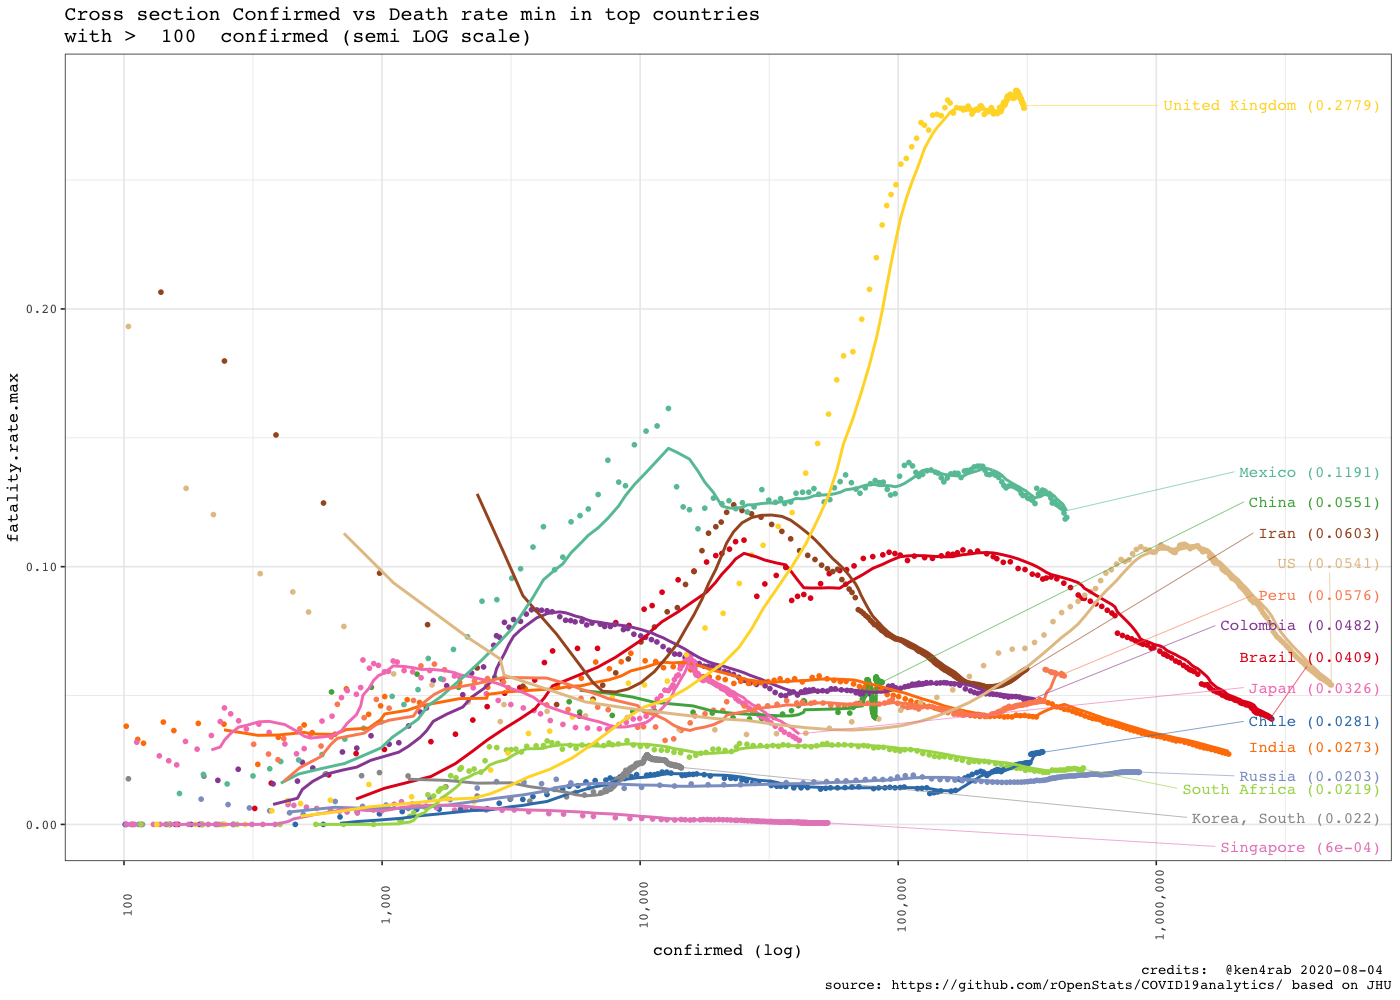 Cross section Confirmed vs Death rate min in top countries
with >  100  confirmed (semi LOG scale)
fatality.rate.max
0.20
0.10
0.00
United Kingdom (0.2779)
Mexico (0.1191)
China (0.0551)
Iran (0.0603)
US (0.0541)
Peru (0.0576)
Colombia (0.0482)
Brazil (0.0409)
Japan (0.0326)
Chile (0.0281)
India (0.0273)
Russia (0.0203)
South Africa (0.0219)
Korea, South (0.022)
Singapore (6e-04)
100
1,000
10,000
100,000
1,000,000
confirmed (log)
credits:  @ken4rab 2020-08-04
source: https://github.com/rOpenStats/COVID19analytics/ based on JHU